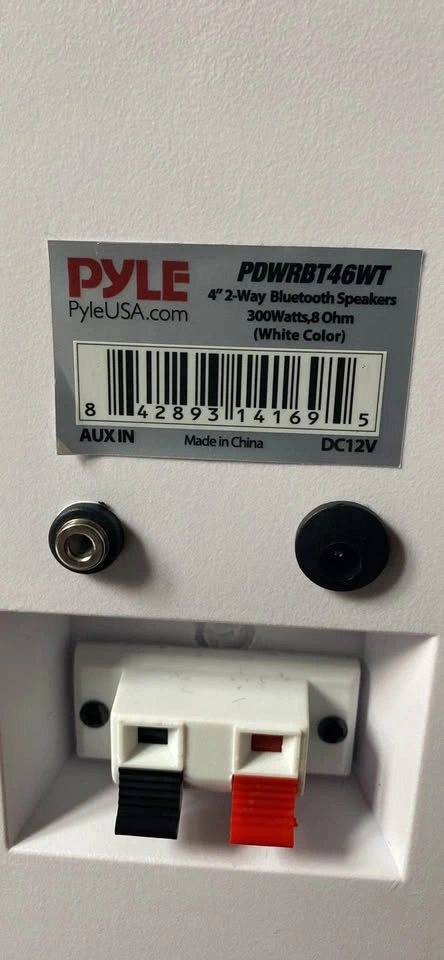 PYLE
PyleUSA.com
PDWRBT46WT
4" 2-Way Bluetooth Speakers
300Watts,8 Ohm
(White Color)
8 42893 14169 5
AUX IN
Made in China
DC12V